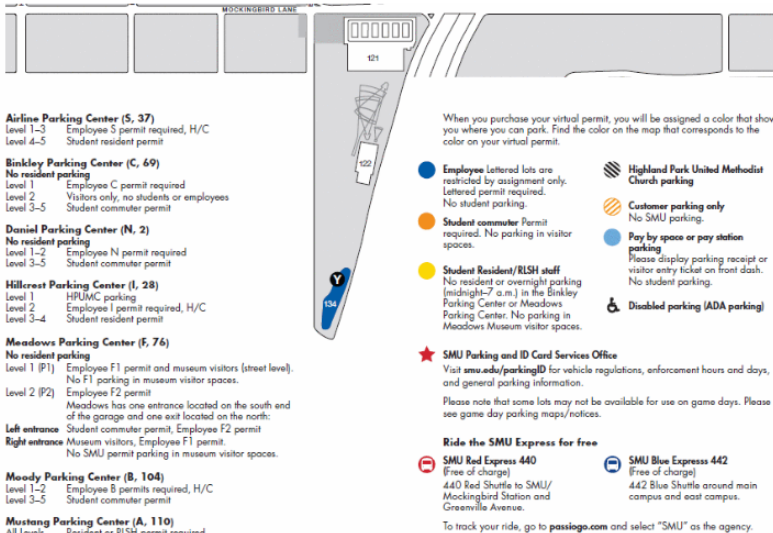 MOCKINGBIRD LANE
121
122
Y
134
Airline Parking Center (S, 37)
Level 1–3 Employee S permit required, H/C
Level 4–5 Student resident permit
Binkley Parking Center (C, 69)
No resident parking
Level 1 Employee C permit required
Level 2 Visitors only, no students or employees
Level 3–5 Student commuter permit
Daniel Parking Center (N, 2)
No resident parking
Level 1–2 Employee N permit required
Level 3–5 Student commuter permit
Hillcrest Parking Center (I, 28)
Level 1 HPUMC parking
Level 2 Employee I permit required, H/C
Level 3–4 Student resident permit
Meadows Parking Center (F, 76)
No resident parking
Level 1 (P1) Employee F1 permit and museum visitors (street level).
No F1 parking in museum visitor spaces.
Level 2 (P2) Employee F2 permit
Meadows has one entrance located on the south end
of the garage and one exit located on the north:
Left entrance Student commuter permit, Employee F2 permit
Right entrance Museum visitors, Employee F1 permit.
No SMU permit parking in museum visitor spaces.
Moody Parking Center (B, 104)
Level 1–2 Employee B permits required, H/C
Level 3–5 Student commuter permit
Mustang Parking Center (A, 110)
All Levels Resident or RLSH permit required
When you purchase your virtual permit, you will be assigned a color that show
you where you can park. Find the color on the map that corresponds to the
color on your virtual permit.
Employee Lettered lots are
restricted by assignment only.
Lettered permit required.
No student parking.
Student commuter Permit
required. No parking in visitor
spaces.
Student Resident/RLSH staff
No resident or overnight parking
(midnight–7 a.m.) in the Binkley
Parking Center or Meadows
Parking Center. No parking in
Meadows Museum visitor spaces.
Highland Park United Methodist
Church parking
Customer parking only
No SMU parking.
Pay by space or pay station
parking
Please display parking receipt or
visitor entry ticket on front dash.
No student parking.
Disabled parking (ADA parking)
SMU Parking and ID Card Services Office
Visit smu.edu/parkingID for vehicle regulations, enforcement hours and days,
and general parking information.
Please note that some lots may not be available for use on game days. Please
see game day parking maps/notices.
Ride the SMU Express for free
SMU Red Express 440
(Free of charge)
440 Red Shuttle to SMU/
Mockingbird Station and
Greenville Avenue.
SMU Blue Expresss 442
(Free of charge)
442 Blue Shuttle around main
campus and east campus.
To track your ride, go to passiogo.com and select “SMU” as the agency.